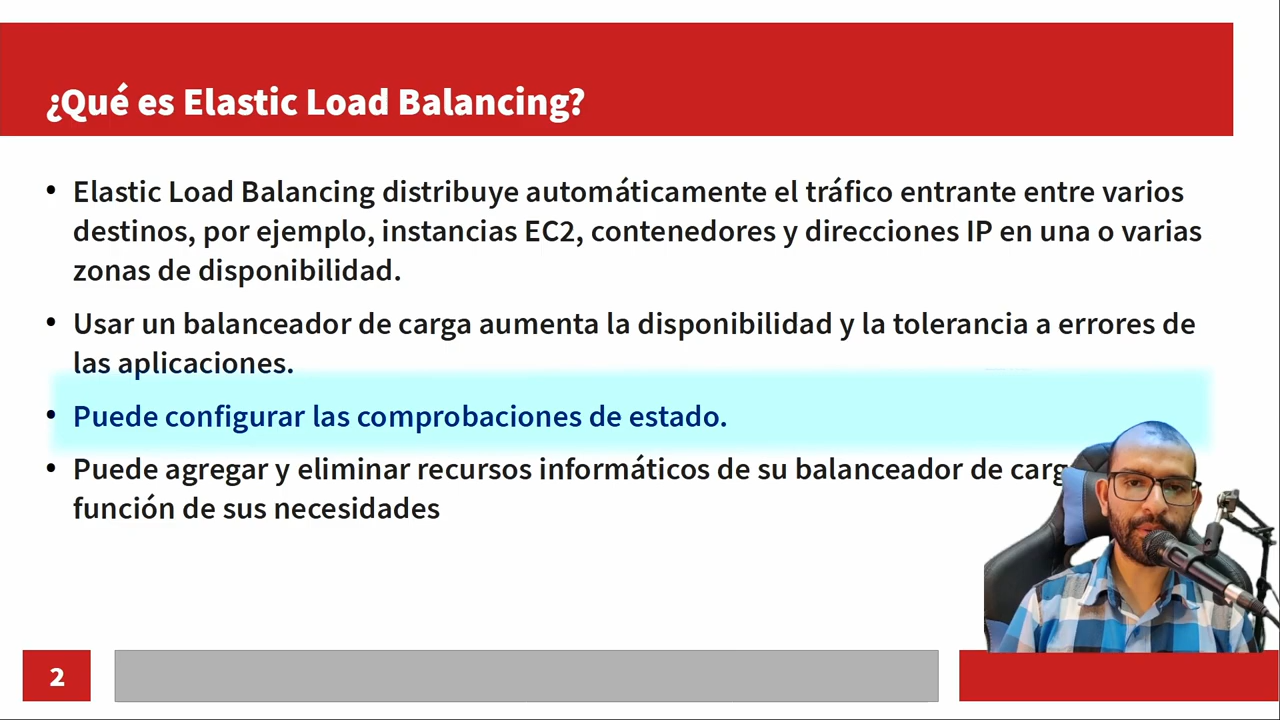 ¿Qué es Elastic Load Balancing?
• Elastic Load Balancing distribuye automáticamente el tráfico entrante entre varios
destinos, por ejemplo, instancias EC2, contenedores y direcciones IP en una o varias
zonas de disponibilidad.
• Usar un balanceador de carga aumenta la disponibilidad y la tolerancia a errores de
las aplicaciones.
• Puede configurar las comprobaciones de estado.
• Puede agregar y eliminar recursos informáticos de su balanceador de
función de sus necesidades
2